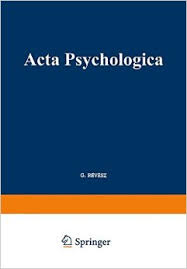 Acta Psychologica
G. RÉVÉSZ
Springer